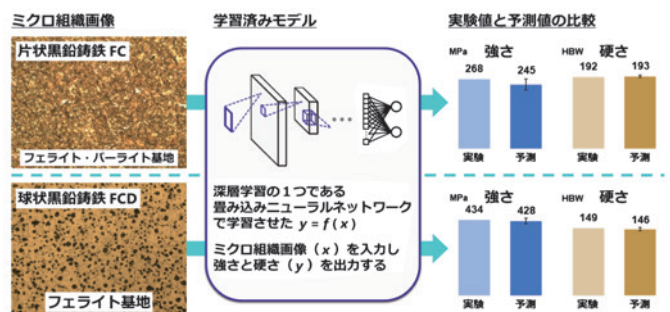 ミクロ組織画像
学習済みモデル
実験値と予測値の比較
片状黒鉛鋳鉄 FC
フェライト・パーライト基地
球状黒鉛鋳鉄 FCD
フェライト基地
深層学習の1つである
畳み込みニューラルネットワーク
で学習させた y = f ( x )
ミクロ組織画像 ( x ) を入力し
強さと硬さ ( y ) を出力する
MPa 強さ
268 245
実験 予測
HBW 硬さ
192 193
実験 予測
MPa 強さ
434 428
実験 予測
HBW 硬さ
149 146
実験 予測